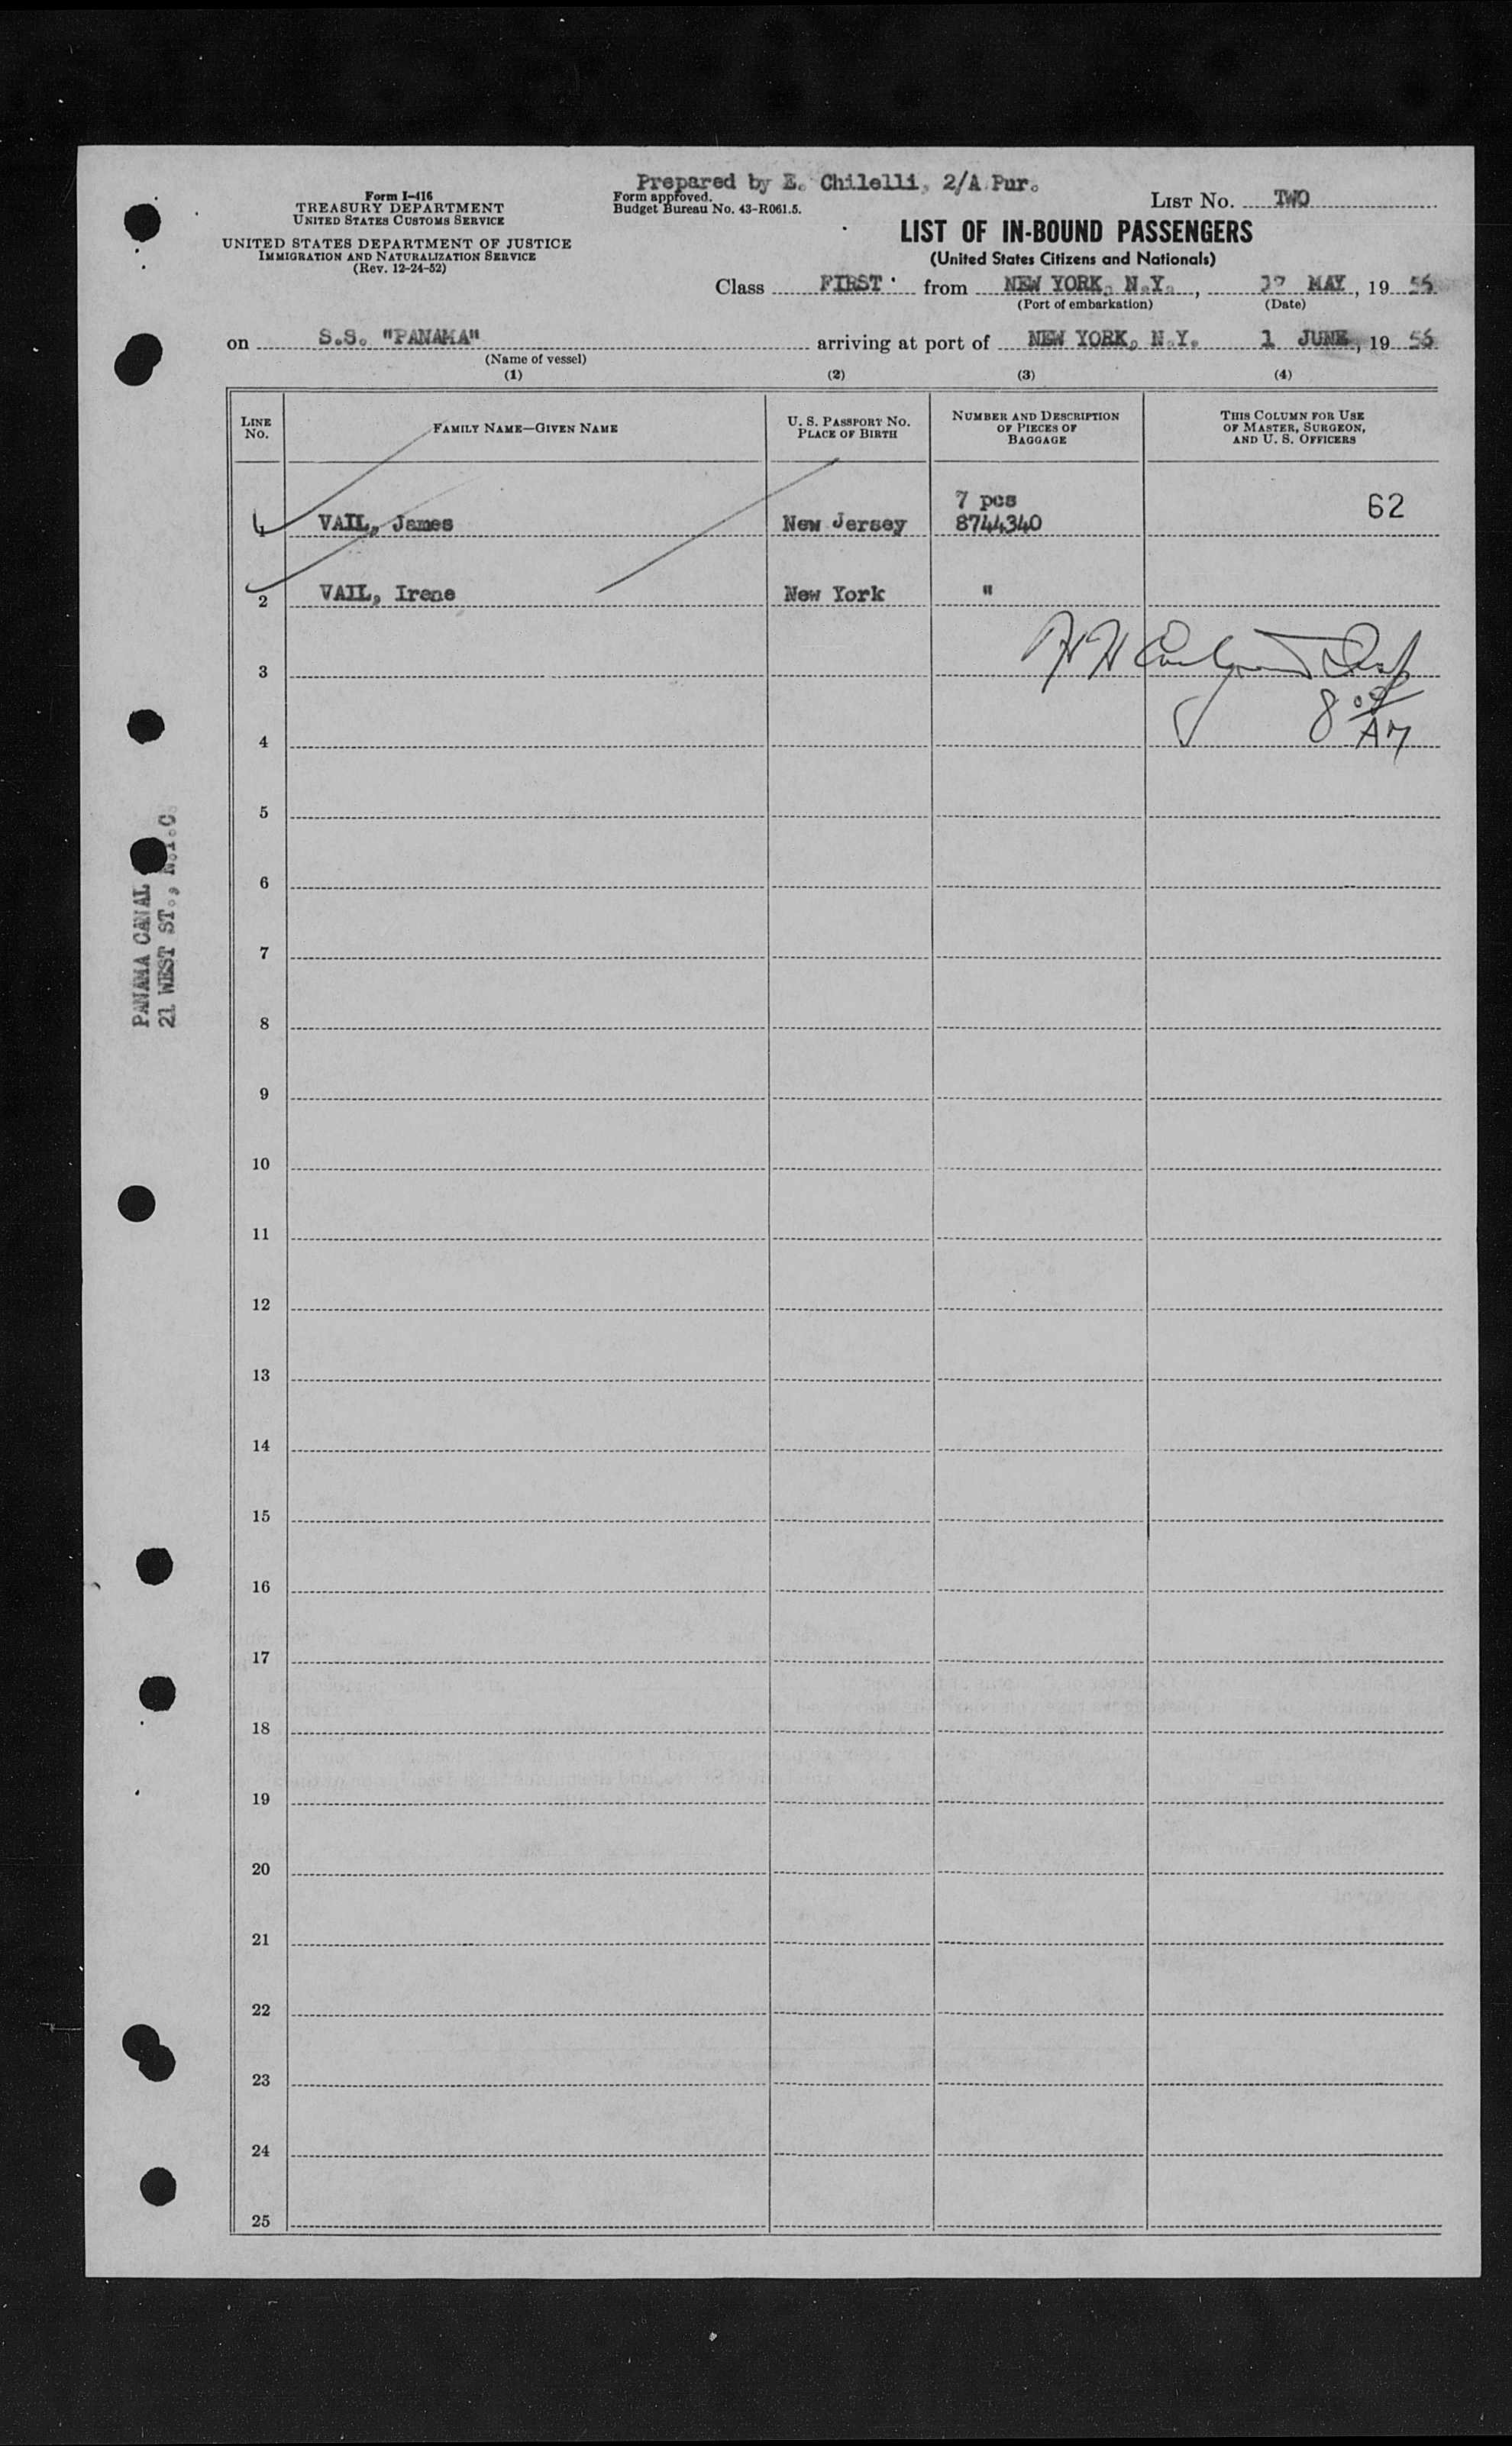 Prepared by E. Chilelli, 2/A Pur.
Form I-416
TREASURY DEPARTMENT
UNITED STATES CUSTOMS SERVICE
UNITED STATES DEPARTMENT OF JUSTICE
IMMIGRATION AND NATURALIZATION SERVICE
(Rev. 12-24-52)
Form approved.
Budget Bureau No. 43-R061.5.
LIST NO. TWO
LIST OF IN-BOUND PASSENGERS
(United States Citizens and Nationals)
Class FIRST from NEW YORK, N.Y., MAY, 19 56
(Port of embarkation) (Date)
on S.S. "PANAMA" arriving at port of NEW YORK, N.Y. 1 JUNE, 19 56
(Name of vessel)
(1) (2) (3) (4)
LINE NO. FAMILY NAME—GIVEN NAME U. S. PASSPORT NO. PLACE OF BIRTH NUMBER AND DESCRIPTION OF PIECES OF BAGGAGE THIS COLUMN FOR USE OF MASTER, SURGEON, AND U. S. OFFICERS
7 pcs 62
1 VAIL, James New Jersey 8744340
2 VAIL, Irene New York "
3
8 00
4 AM
5
6
7
8
9
10
11
12
13
14
15
16
17
18
19
20
21
22
23
24
25
PANAMA CANAL
21 WEST ST., N.Y.C.